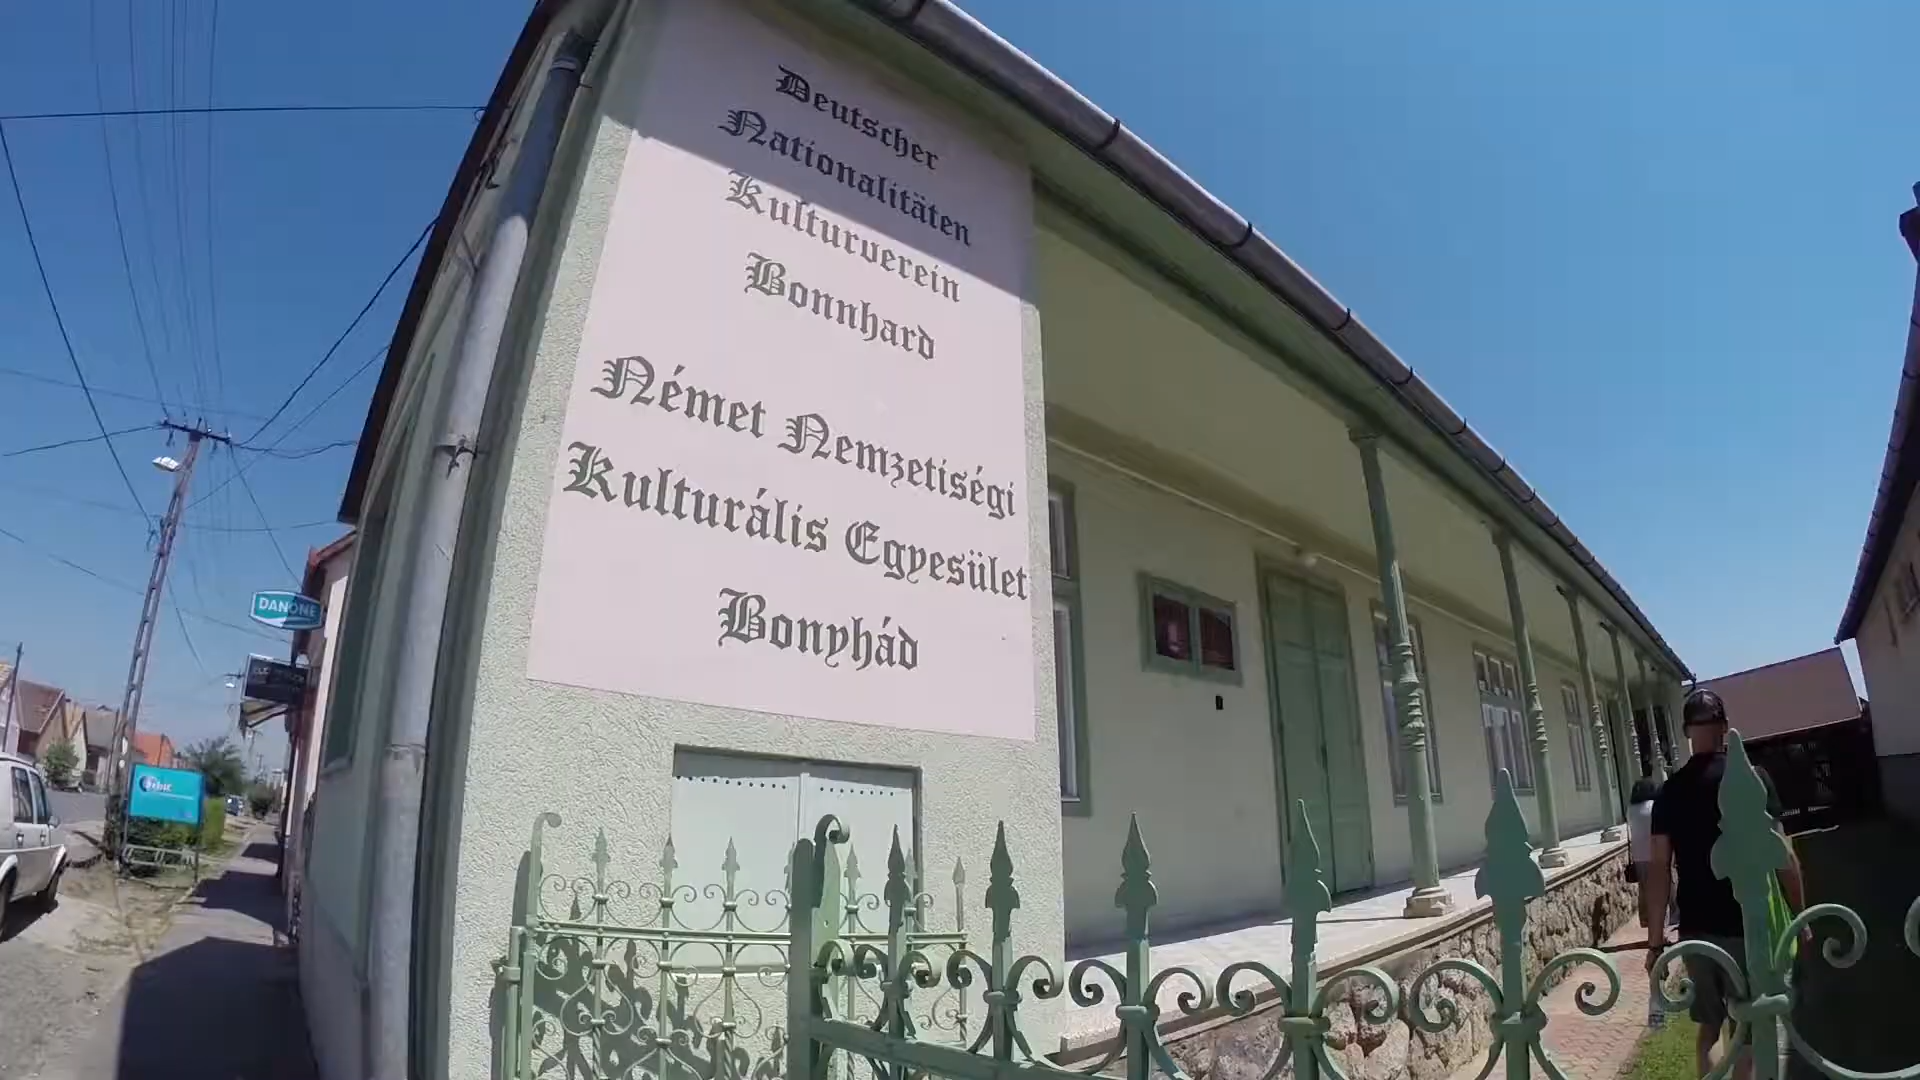 Deutscher
Nationalitäten
Kulturverein
Bonnhard
Német Nemzetiségi
Kulturális Egyesület
Bonyhád
DANONE